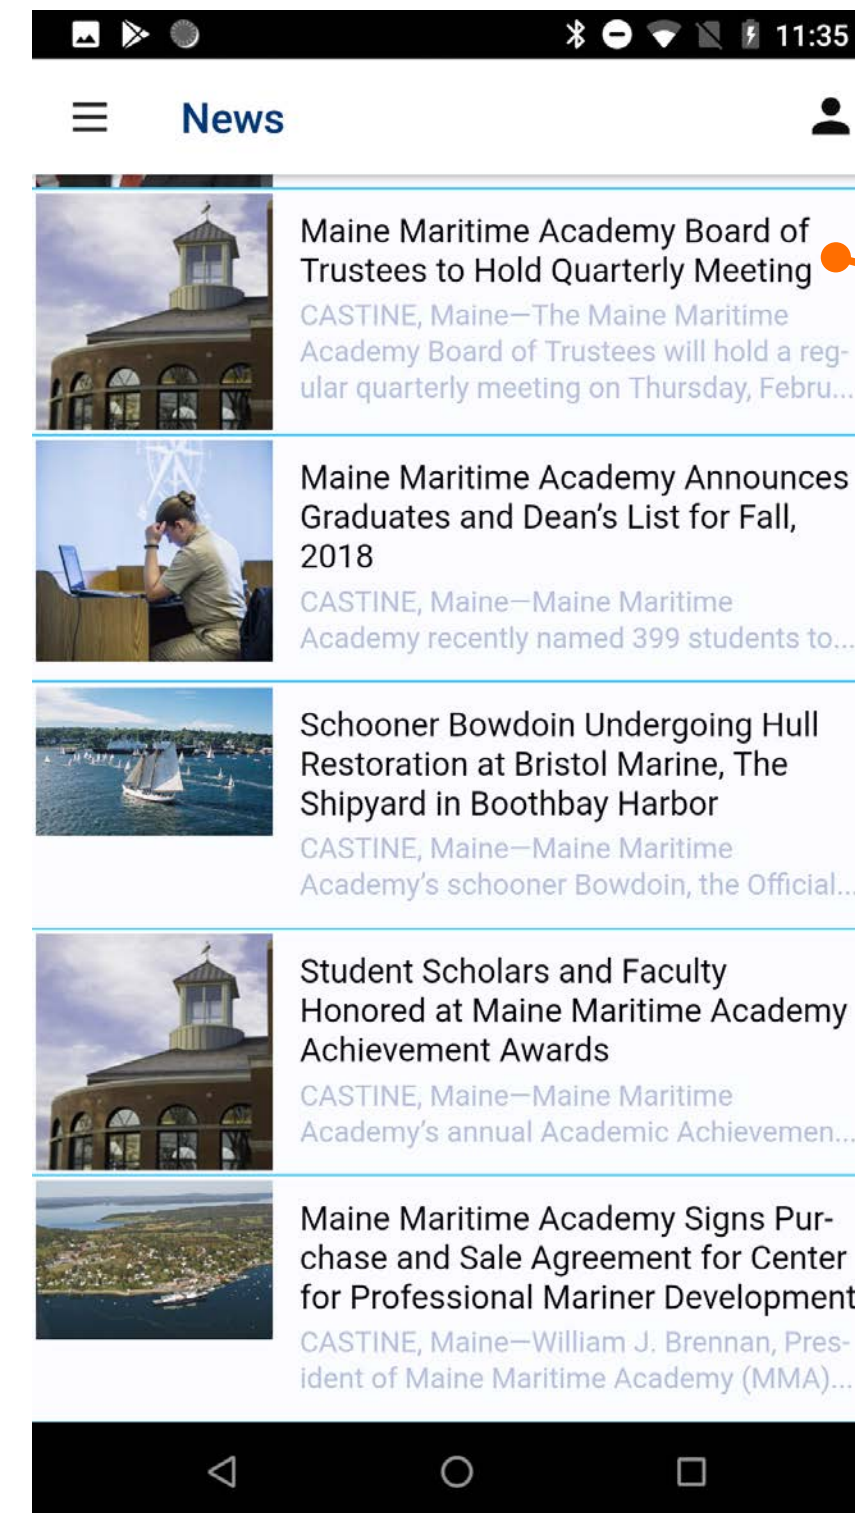 11:35
News
Maine Maritime Academy Board of
Trustees to Hold Quarterly Meeting
CASTINE, Maine—The Maine Maritime
Academy Board of Trustees will hold a reg-
ular quarterly meeting on Thursday, Febru...
Maine Maritime Academy Announces
Graduates and Dean's List for Fall,
2018
CASTINE, Maine—Maine Maritime
Academy recently named 399 students to...
Schooner Bowdoin Undergoing Hull
Restoration at Bristol Marine, The
Shipyard in Boothbay Harbor
CASTINE, Maine—Maine Maritime
Academy's schooner Bowdoin, the Official...
Student Scholars and Faculty
Honored at Maine Maritime Academy
Achievement Awards
CASTINE, Maine—Maine Maritime
Academy's annual Academic Achievemen...
Maine Maritime Academy Signs Pur-
chase and Sale Agreement for Center
for Professional Mariner Development
CASTINE, Maine—William J. Brennan, Pres-
ident of Maine Maritime Academy (MMA)...